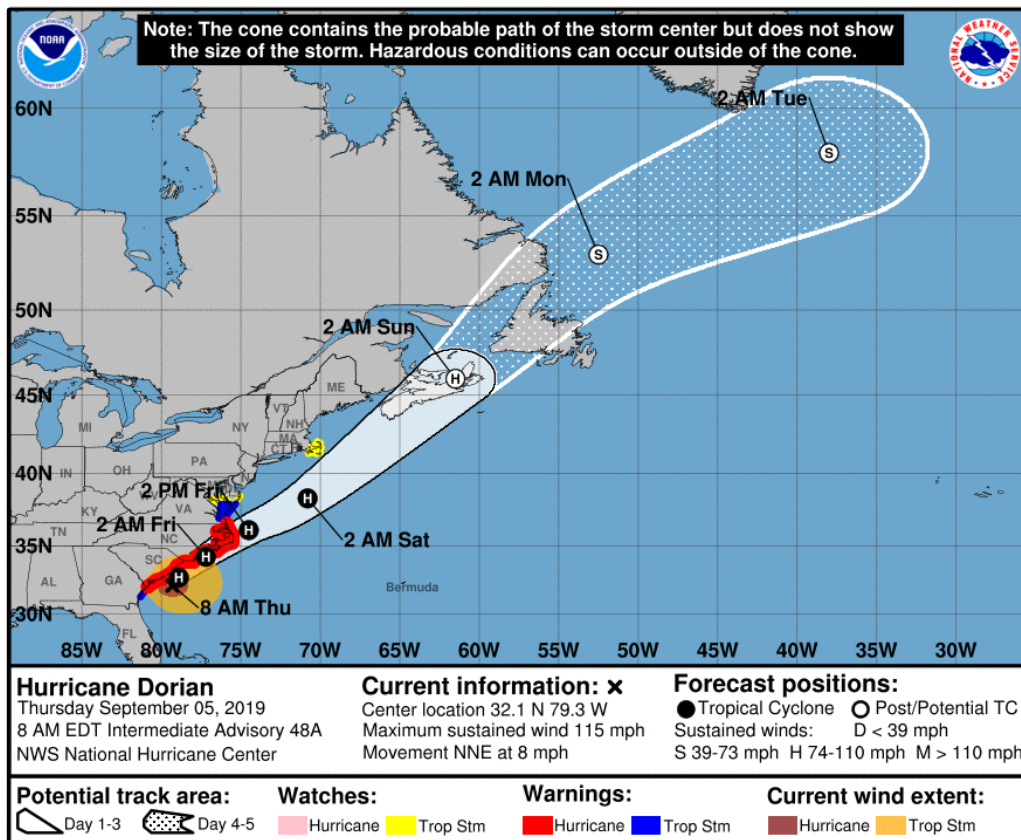 Note: The cone contains the probable path of the storm center but does not show
the size of the storm. Hazardous conditions can occur outside of the cone.
NOAA
NATIONAL WEATHER SERVICE
60N
2 AM Tue
2 AM Mon
55N
50N
2 AM Sun
45N
ME
VT
NH
MI
NY
MA
CT
40N
PA
IN
OH
2 PM Fri
VA
KY
2 AM Fri
2 AM Sat
35N
TN
NC
SC
AL
GA
Bermuda
8 AM Thu
30N
FL
85W 80W 75W 70W 65W 60W 55W 50W 45W 40W 35W 30W
Hurricane Dorian
Thursday September 05, 2019
8 AM EDT Intermediate Advisory 48A
NWS National Hurricane Center
Current information: ×
Center location 32.1 N 79.3 W
Maximum sustained wind 115 mph
Movement NNE at 8 mph
Forecast positions:
Tropical Cyclone Post/Potential TC
Sustained winds: D < 39 mph
S 39-73 mph H 74-110 mph M > 110 mph
Potential track area:
Day 1-3 Day 4-5
Watches:
Hurricane Trop Stm
Warnings:
Hurricane Trop Stm
Current wind extent:
Hurricane Trop Stm